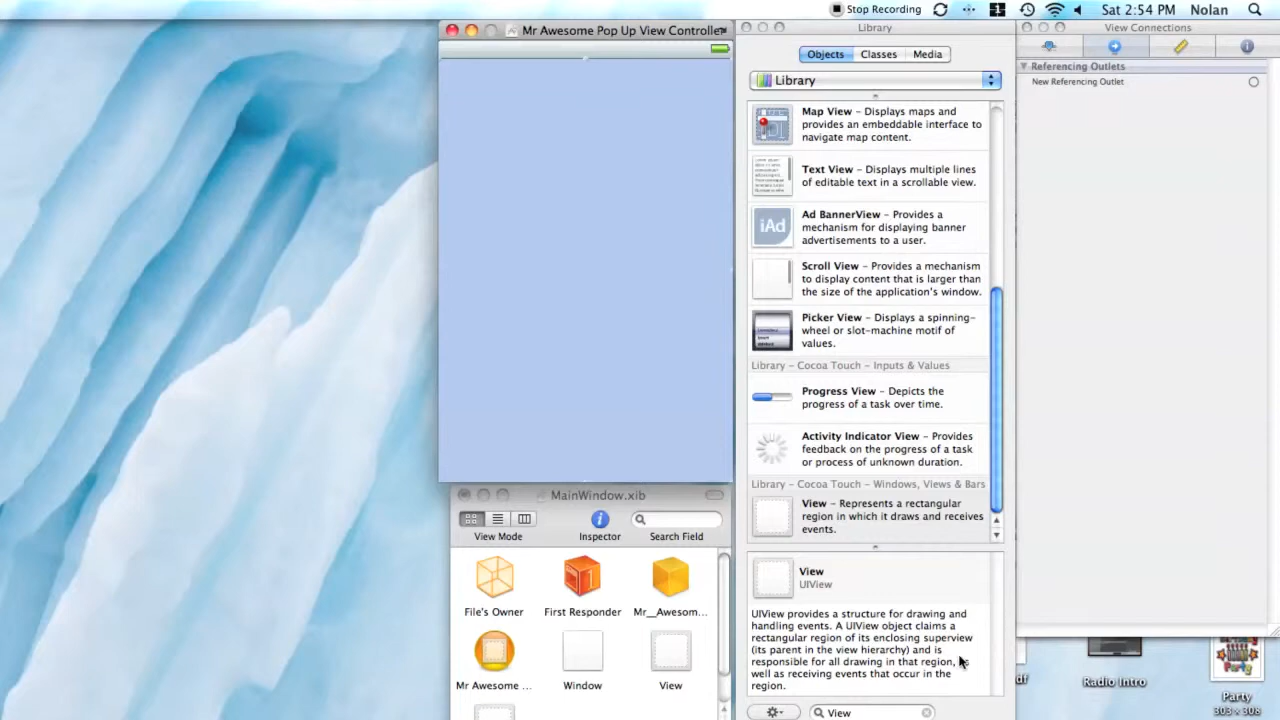 Stop Recording
1
Sat 2:54 PM Nolan
Mr Awesome Pop Up View Controller
Library
View Connections
Objects Classes Media
Library
Referencing Outlets
New Referencing Outlet
Map View – Displays maps and
provides an embeddable interface to
navigate map content.
Text View – Displays multiple lines
of editable text in a scrollable view.
iAd
Ad BannerView – Provides a
mechanism for displaying banner
advertisements to a user.
Scroll View – Provides a mechanism
to display content that is larger than
the size of the application's window.
Picker View – Displays a spinning-
wheel or slot-machine motif of
values.
Library – Cocoa Touch – Inputs & Values
Progress View – Depicts the
progress of a task over time.
Activity Indicator View – Provides
feedback on the progress of a task
or process of unknown duration.
Library – Cocoa Touch – Windows, Views & Bars
View – Represents a rectangular
region in which it draws and receives
events.
MainWindow.xib
View Mode Inspector Search Field
File's Owner First Responder Mr__Awesom...
Mr Awesome ... Window View
View
UIView
UIView provides a structure for drawing and
handling events. A UIView object claims a
rectangular region of its enclosing superview
(its parent in the view hierarchy) and is
responsible for all drawing in that region, as
well as receiving events that occur in the
region.
View
df
Radio Intro
Party
303 × 308